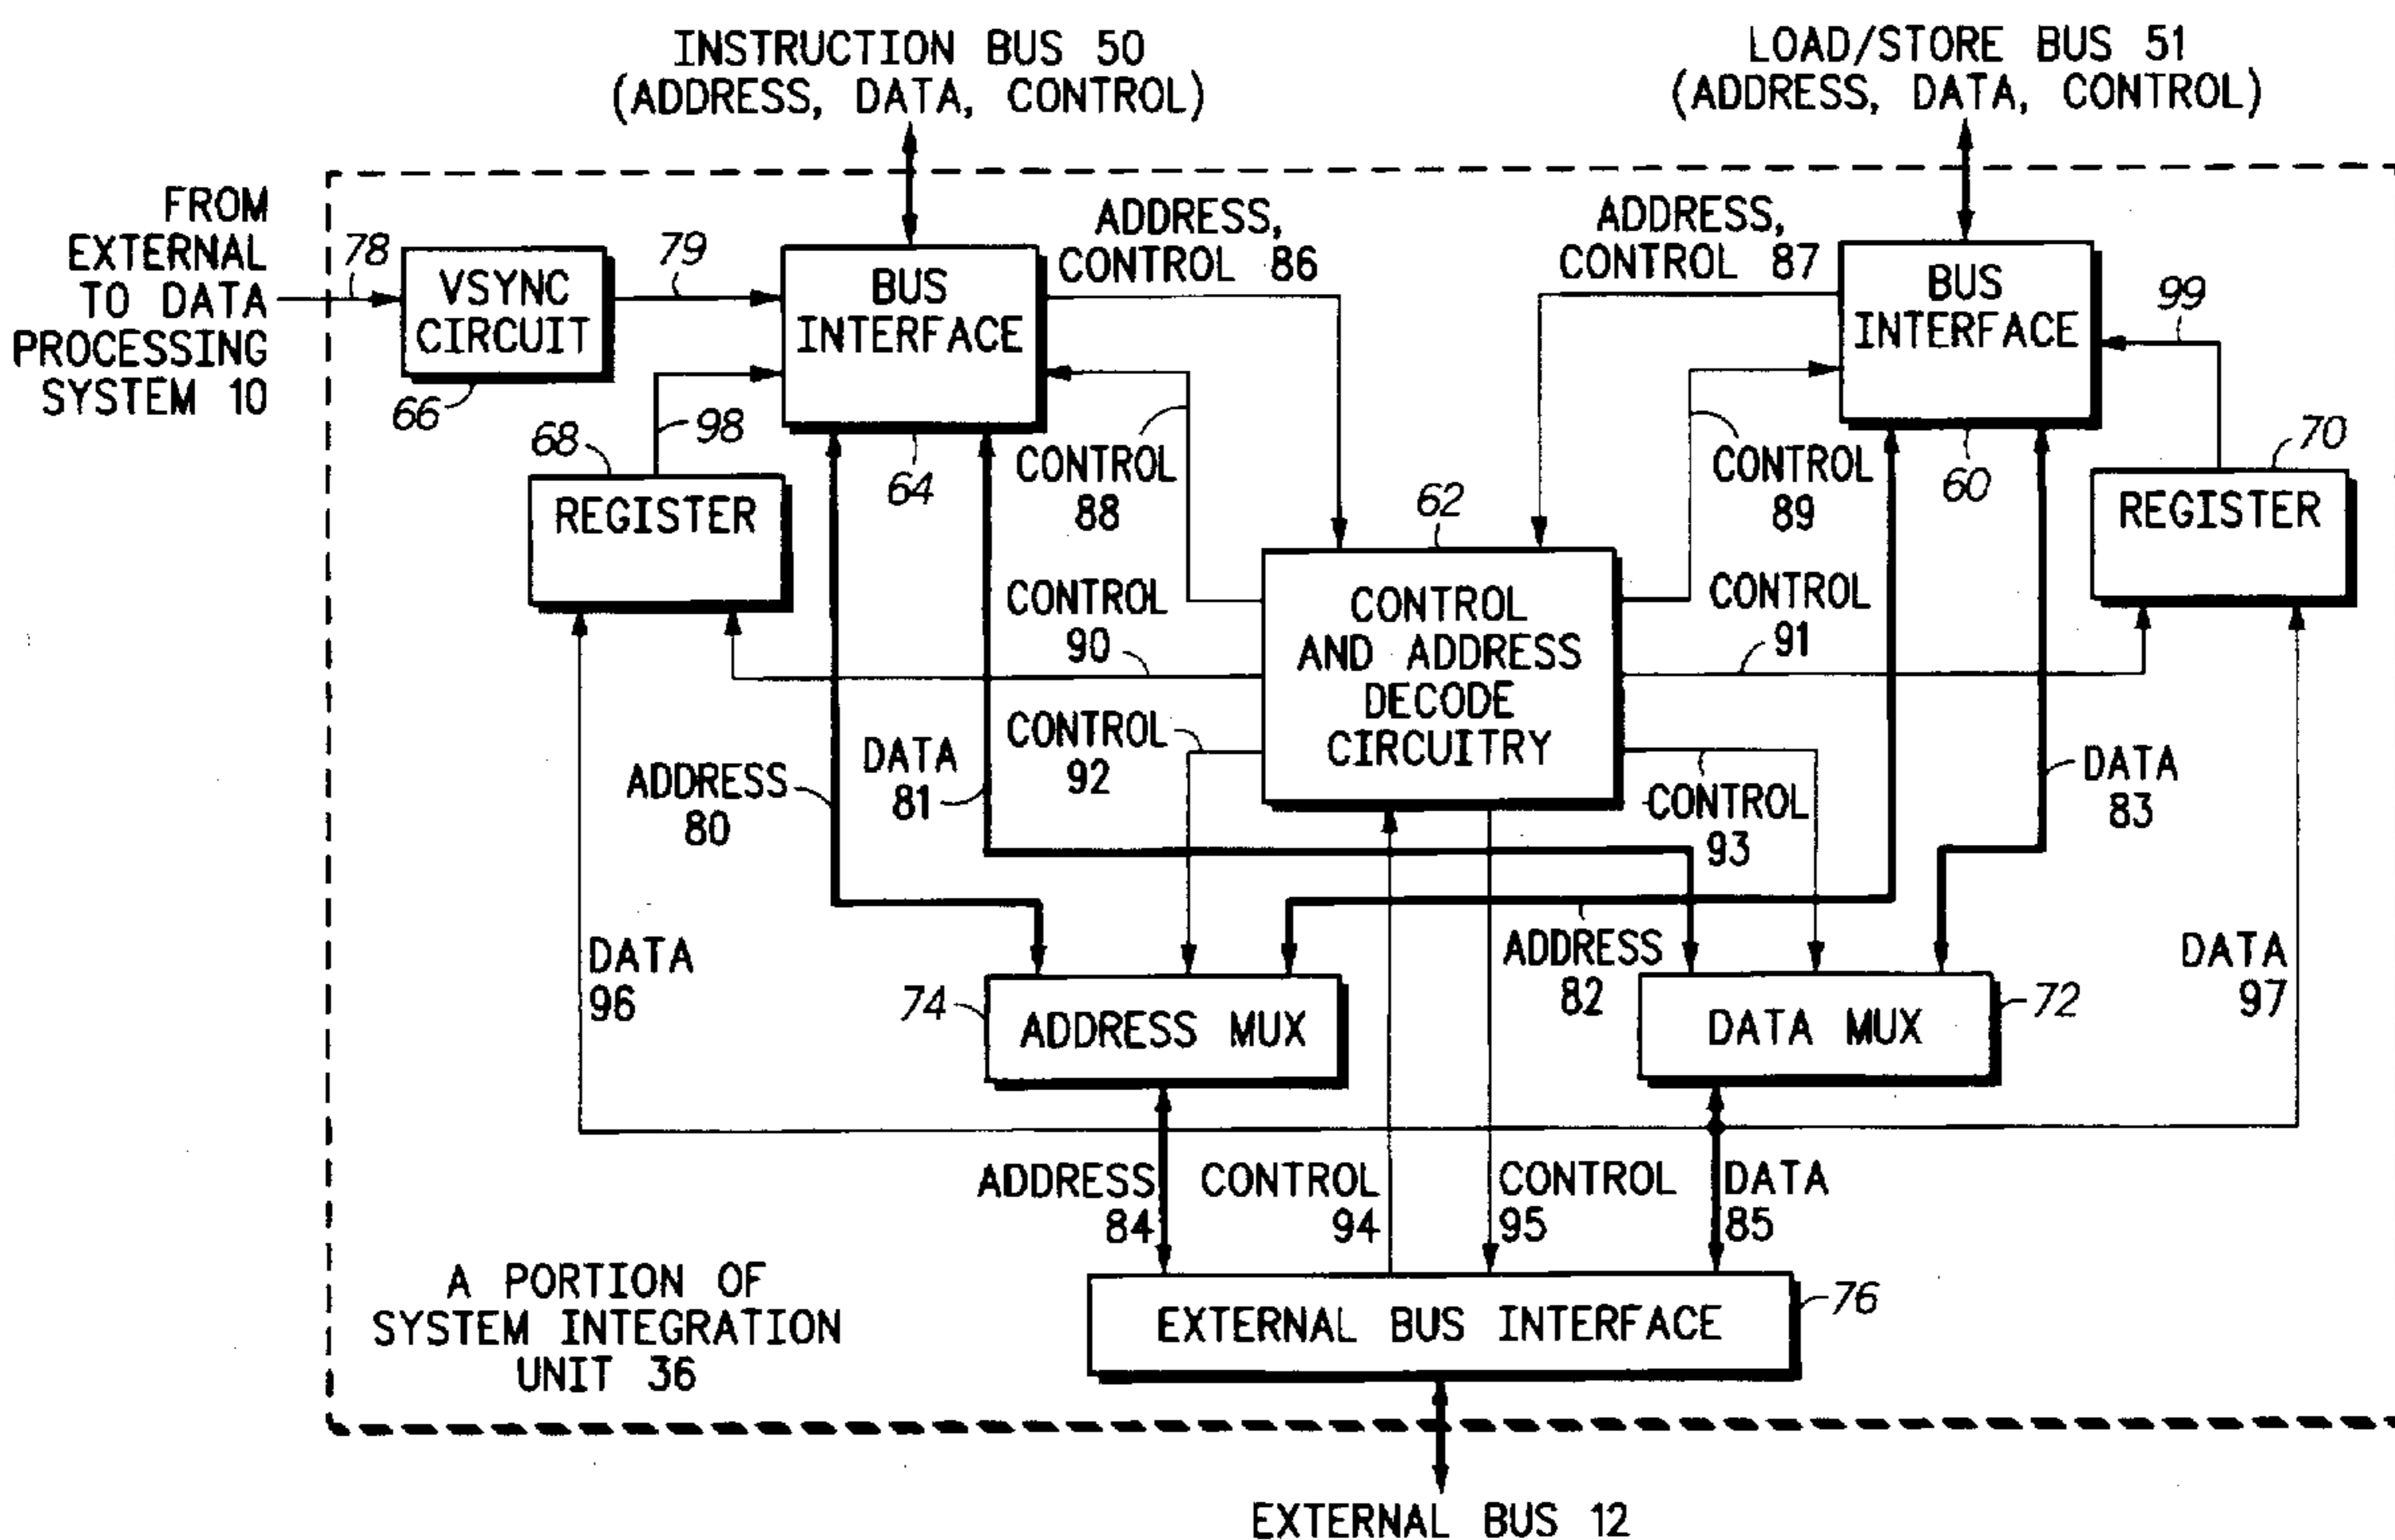 INSTRUCTION BUS 50
(ADDRESS, DATA, CONTROL)
LOAD/STORE BUS 51
(ADDRESS, DATA, CONTROL)
FROM
EXTERNAL
TO DATA
PROCESSING
SYSTEM 10
78
VSYNC
CIRCUIT
66
79
BUS
INTERFACE
64
ADDRESS,
CONTROL 86
ADDRESS,
CONTROL 87
BUS
INTERFACE
60
99
68
98
REGISTER
CONTROL
88
62
CONTROL
89
70
REGISTER
CONTROL
90
CONTROL
AND ADDRESS
DECODE
CIRCUITRY
CONTROL
91
CONTROL
92
ADDRESS
80
DATA
81
CONTROL
93
DATA
83
DATA
96
74
ADDRESS MUX
ADDRESS
82
DATA MUX
72
DATA
97
ADDRESS
84
CONTROL
94
CONTROL
95
DATA
85
A PORTION OF
SYSTEM INTEGRATION
UNIT 36
EXTERNAL BUS INTERFACE
76
EXTERNAL BUS 12